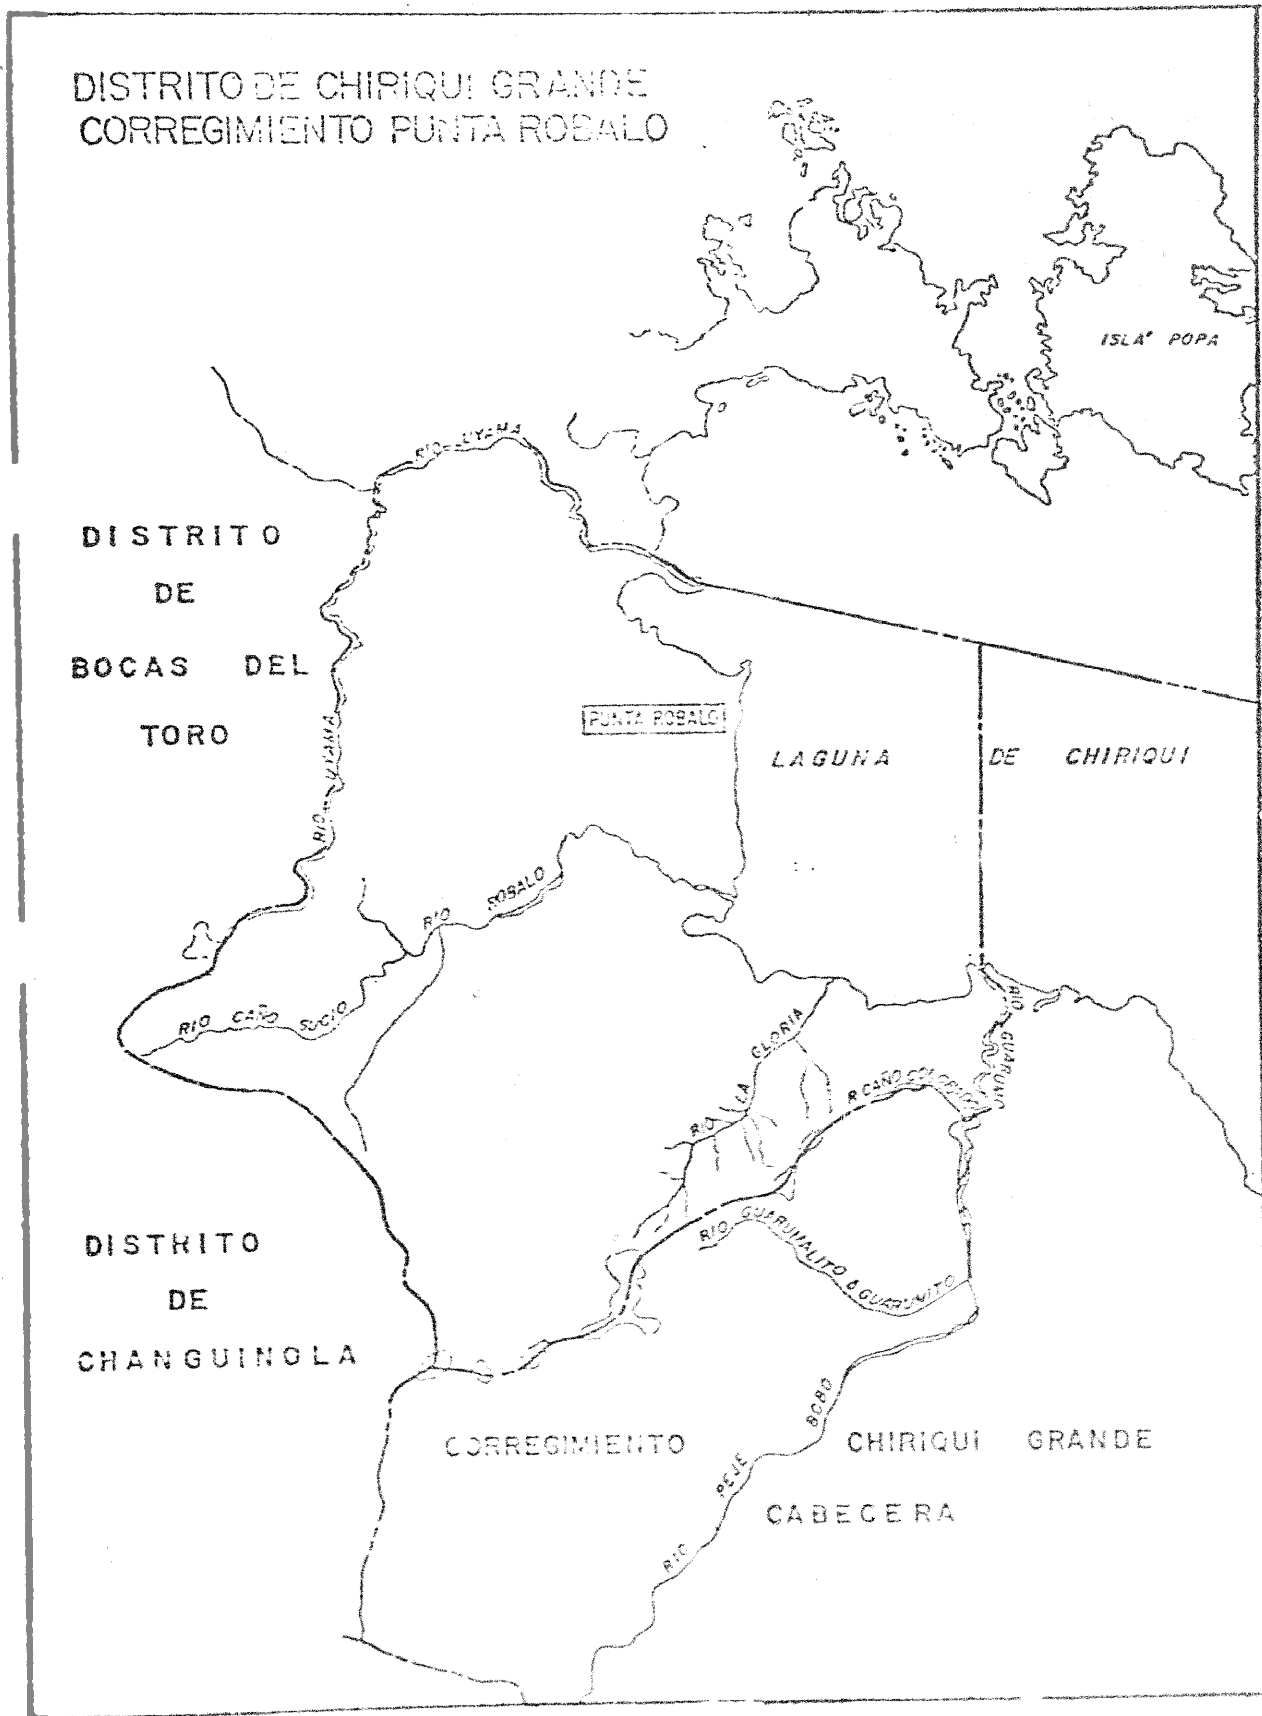 DISTRITO DE CHIRIQUI GRANDE
CORREGIMIENTO PUNTA ROBALO
ISLA POPA
RIO UYAMA
DISTRITO
DE
BOCAS DEL
TORO
PUNTA ROBALO
LAGUNA DE CHIRIQUI
RIO UYAMA
RIO ROBALO
RIO CAÑO SUCIO
RIO LA GLORIA
RIO GUARUMO
R CAÑO COLORADO
RIO GUARUMALITO O GUARUMITO
DISTRITO
DE
CHANGUINOLA
RIO PEJE BOBO
CORREGIMIENTO CHIRIQUI GRANDE
CABECERA